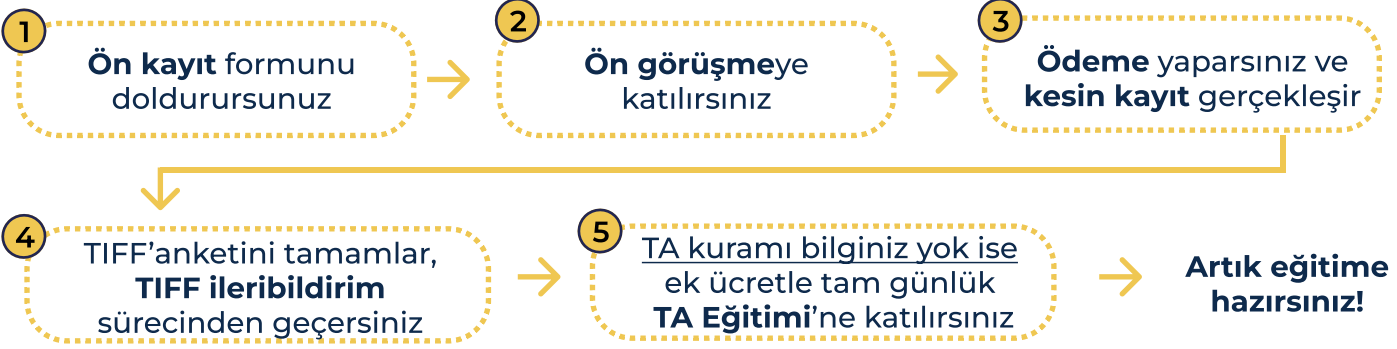 1
Ön kayıt formunu
doldurursunuz
2
Ön görüşmeye
katılırsınız
3
Ödeme yaparsınız ve
kesin kayıt gerçekleşir
4
TIFF’anketini tamamlar,
TIFF ileribildirim
sürecinden geçersiniz
5
TA kuramı bilginiz yok ise
ek ücretle tam günlük
TA Eğitimi’ne katılırsınız
Artık eğitime
hazırsınız!